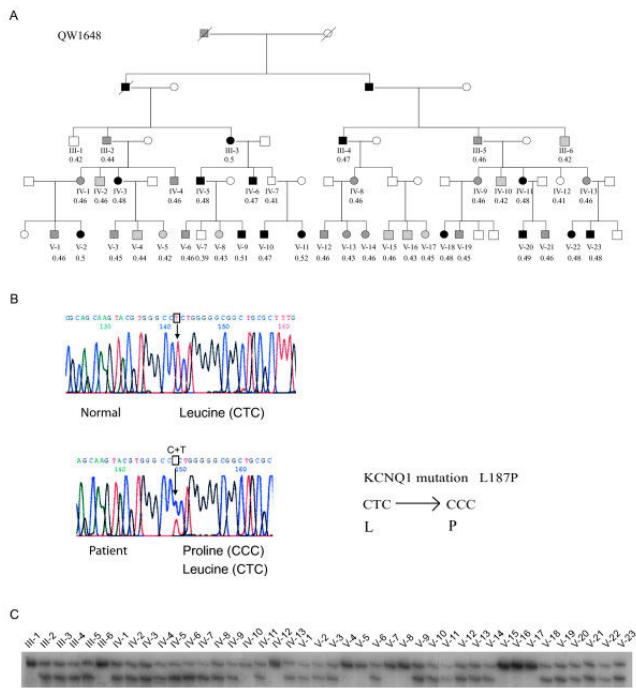 A
QW1648
III-1 III-2 III-3 III-4 III-5 III-6
0.42 0.44 0.5 0.47 0.46 0.42
IV-1 IV-2 IV-3 IV-4 IV-5 IV-6 IV-7 IV-8 IV-9 IV-10 IV-12 IV-11 IV-13
0.46 0.46 0.48 0.46 0.48 0.47 0.41 0.46 0.46 0.42 0.41 0.48 0.46
V-1 V-2 V-3 V-4 V-5 V-6 V-7 V-8 V-9 V-10 V-11 V-12 V-13 V-14 V-15 V-16 V-17 V-18 V-19 V-20 V-21 V-22 V-23
0.46 0.5 0.45 0.44 0.42 0.46 0.39 0.43 0.51 0.47 0.52 0.46 0.43 0.46 0.46 0.43 0.45 0.48 0.45 0.49 0.46 0.48 0.48
B
CGCAGCAAGTACGTGGGCCTCTGGGGGCGGCTGCGCTTTG
130 140 150 160
Normal Leucine (CTC)
C+T
AGCAAGTACGTGGGCC CTGGGGGCGGCTGCGC
140 150 160
Patient Proline (CCC)
Leucine (CTC)
KCNQ1 mutation L187P
CTC CCC
L P
C
III-1 III-2 III-3 III-4 III-5 III-6 IV-1 IV-2 IV-3 IV-4 IV-5 IV-6 IV-7 IV-8 IV-9 IV-10 IV-11 IV-12 IV-13 V-1 V-2 V-3 V-4 V-5 V-6 V-7 V-8 V-9 V-10 V-11 V-12 V-13 V-14 V-15 V-16 V-17 V-18 V-19 V-20 V-21 V-22 V-23